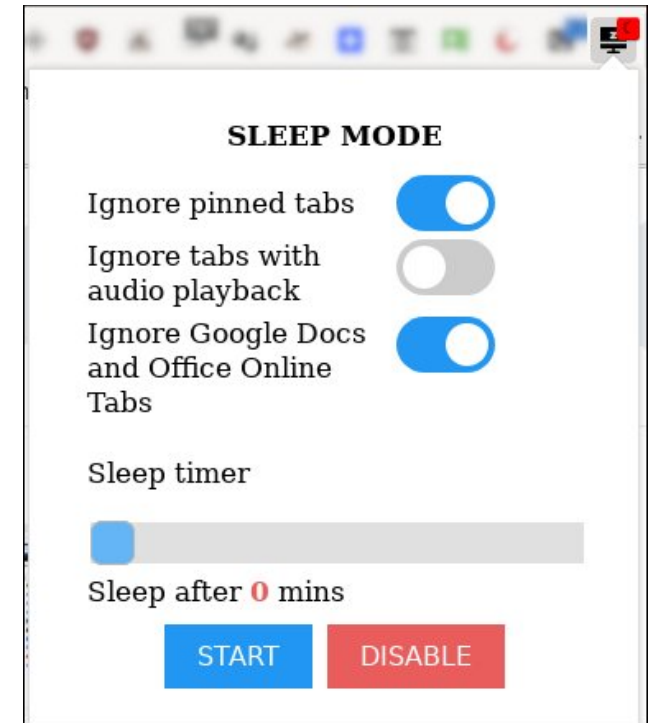 SLEEP MODE
Ignore pinned tabs
Ignore tabs with
audio playback
Ignore Google Docs
and Office Online
Tabs
Sleep timer
Sleep after 0 mins
START DISABLE